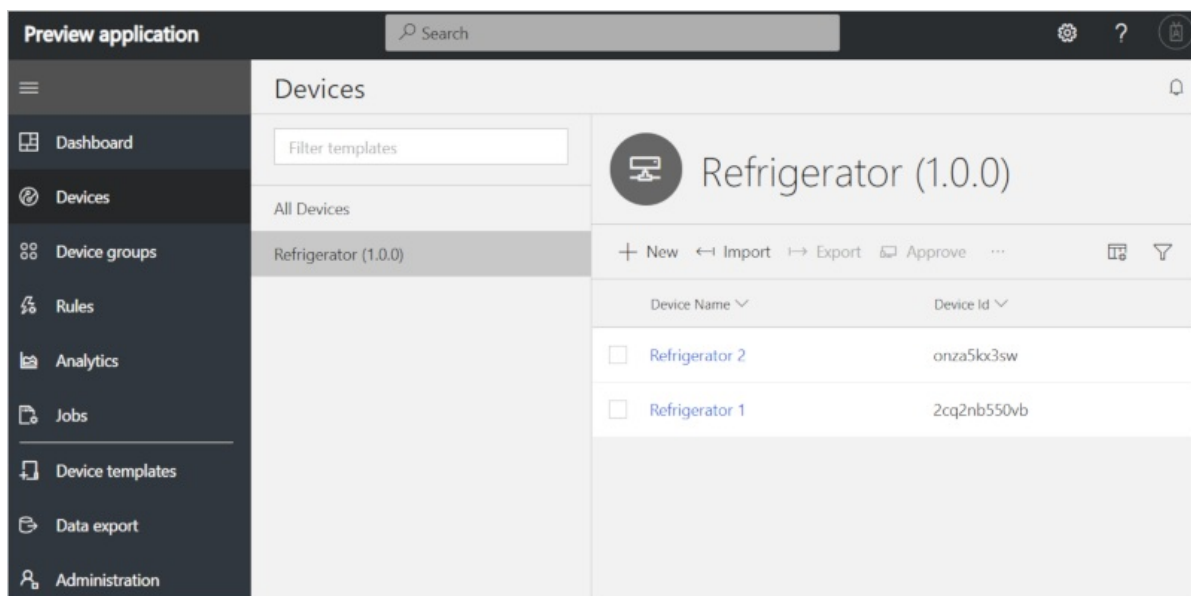 Preview application
Search
?
Devices
Dashboard
Devices
Device groups
Rules
Analytics
Jobs
Device templates
Data export
Administration
Filter templates
All Devices
Refrigerator (1.0.0)
Refrigerator (1.0.0)
New Import Export Approve ...
Device Name Device Id
Refrigerator 2 onza5kx3sw
Refrigerator 1 2cq2nb550vb